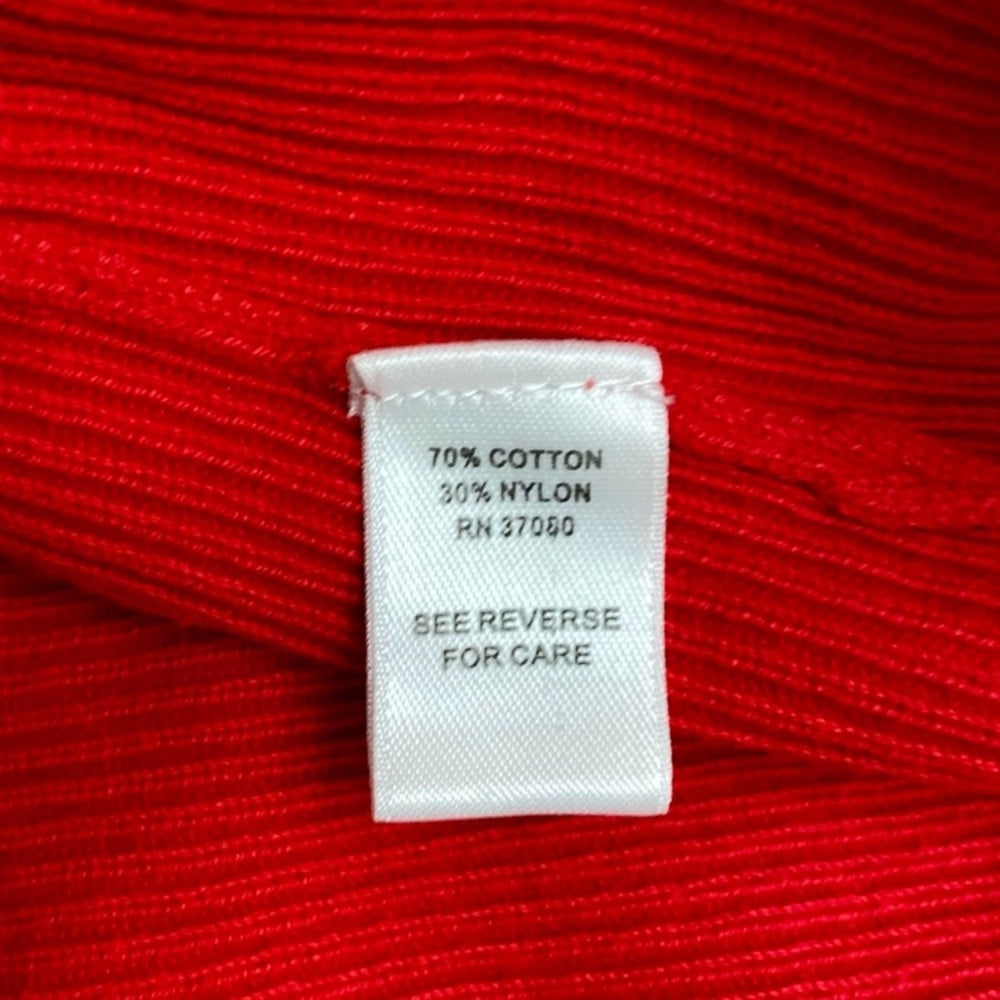 70% COTTON
30% NYLON
RN 37080
SEE REVERSE
FOR CARE